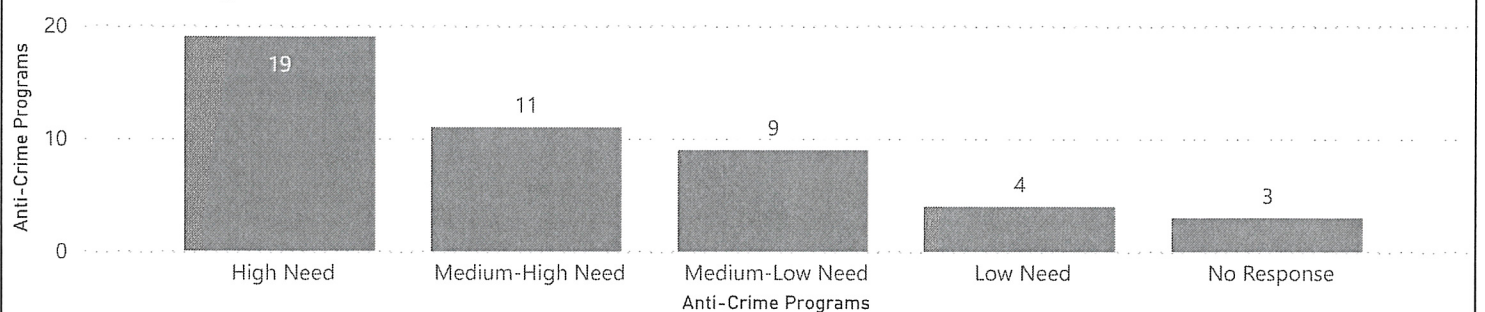 20
19
11
10
9
4
3
0
Anti-Crime Programs
High Need
Medium-High Need
Medium-Low Need
Low Need
No Response
Anti-Crime Programs